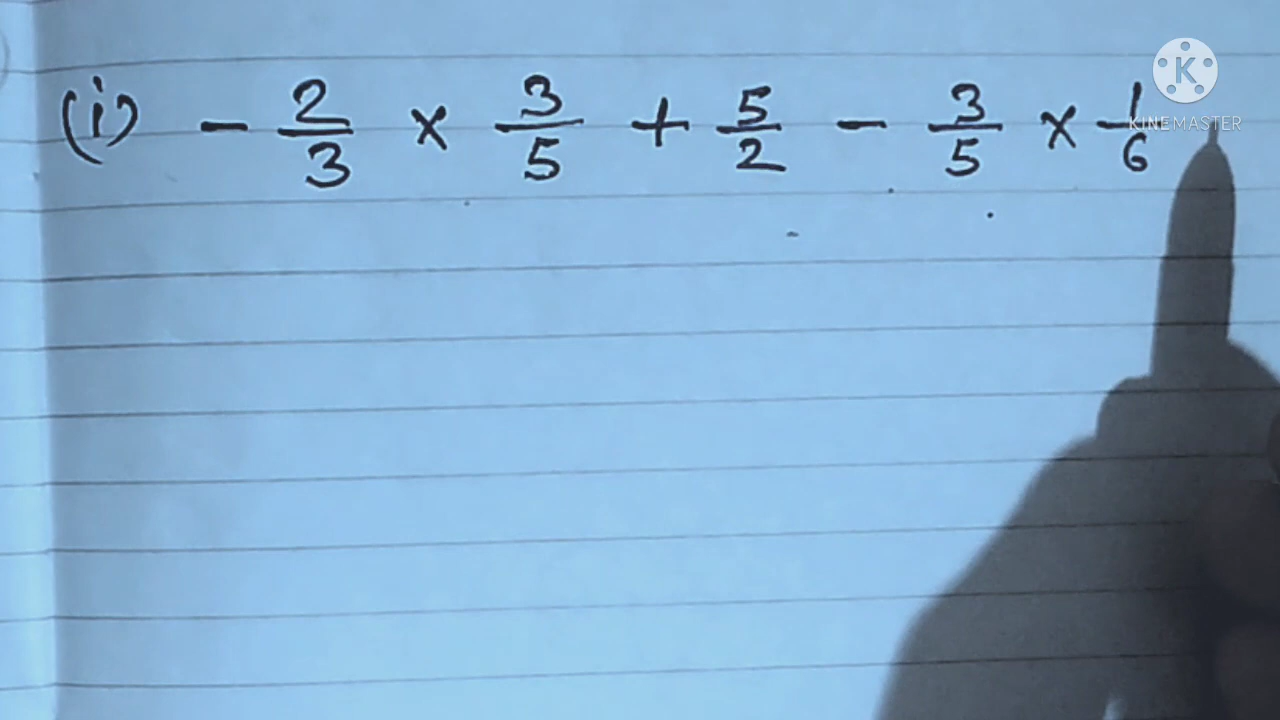 (i) - 2/3 × 3/5 + 5/2 - 3/5 × 1/6
K
KINEMASTER